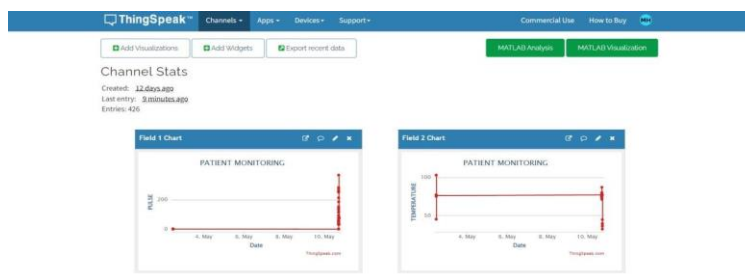 ThingSpeak™ Channels Apps Devices Support Commercial Use How to Buy
Add Visualizations Add Widgets Export recent data MATLAB Analysis MATLAB Visualization
Channel Stats
Created: 12 days ago
Last entry: 9 minutes ago
Entries: 426
Field 1 Chart
PATIENT MONITORING
PULSE
200
0
4. May 6. May 8. May 10. May
Date
ThingSpeak.com
Field 2 Chart
PATIENT MONITORING
TEMPERATURE
100
50
4. May 6. May 8. May 10. May
Date
ThingSpeak.com